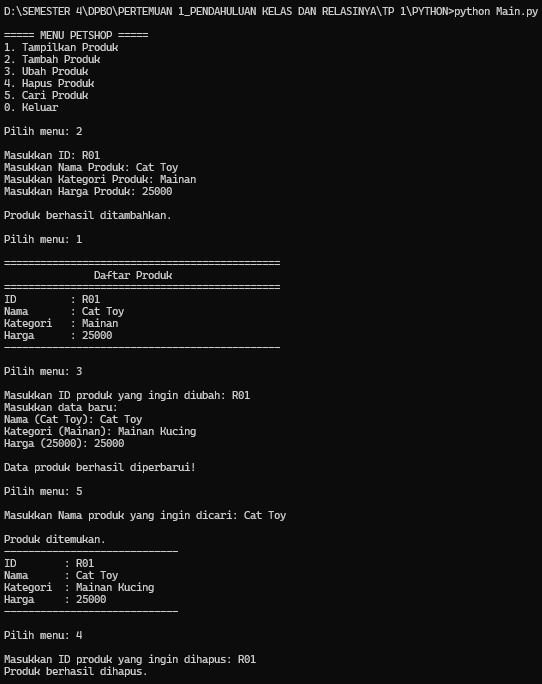 D:\SEMESTER 4\DPBO\PERTEMUAN 1_PENDAHULUAN KELAS DAN RELASINYA\TP 1\PYTHON>python Main.py
===== MENU PETSHOP =====
1. Tampilkan Produk
2. Tambah Produk
3. Ubah Produk
4. Hapus Produk
5. Cari Produk
0. Keluar
Pilih menu: 2
Masukkan ID: R01
Masukkan Nama Produk: Cat Toy
Masukkan Kategori Produk: Mainan
Masukkan Harga Produk: 25000
Produk berhasil ditambahkan.
Pilih menu: 1
==============================================
Daftar Produk
==============================================
ID         : R01
Nama       : Cat Toy
Kategori   : Mainan
Harga      : 25000
----------------------------------------------
Pilih menu: 3
Masukkan ID produk yang ingin diubah: R01
Masukkan data baru:
Nama (Cat Toy): Cat Toy
Kategori (Mainan): Mainan Kucing
Harga (25000): 25000
Data produk berhasil diperbarui!
Pilih menu: 5
Masukkan Nama produk yang ingin dicari: Cat Toy
Produk ditemukan.
-----------------------------
ID        : R01
Nama      : Cat Toy
Kategori  : Mainan Kucing
Harga     : 25000
-----------------------------
Pilih menu: 4
Masukkan ID produk yang ingin dihapus: R01
Produk berhasil dihapus.